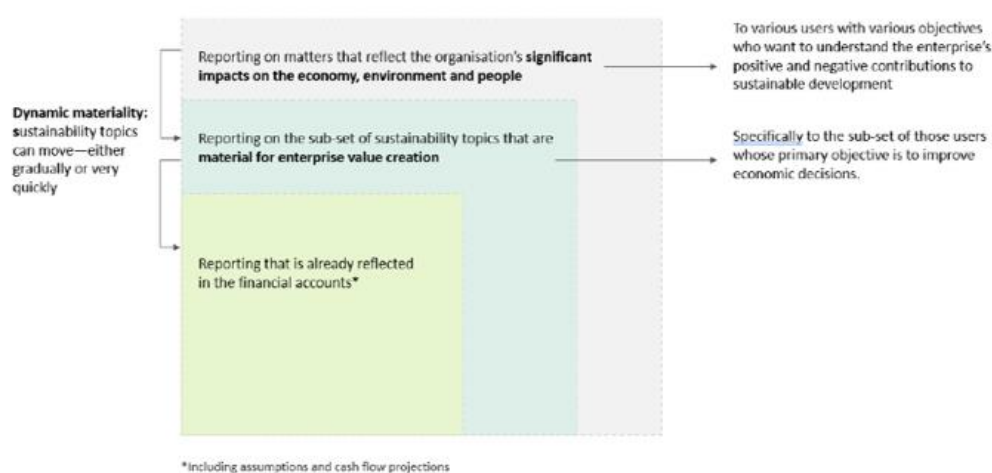 Reporting on matters that reflect the organisation's significant
impacts on the economy, environment and people
To various users with various objectives
who want to understand the enterprise's
positive and negative contributions to
sustainable development
Dynamic materiality:
sustainability topics
can move—either
gradually or very
quickly
Reporting on the sub-set of sustainability topics that are
material for enterprise value creation
Specifically to the sub-set of those users
whose primary objective is to improve
economic decisions.
Reporting that is already reflected
in the financial accounts*
*Including assumptions and cash flow projections